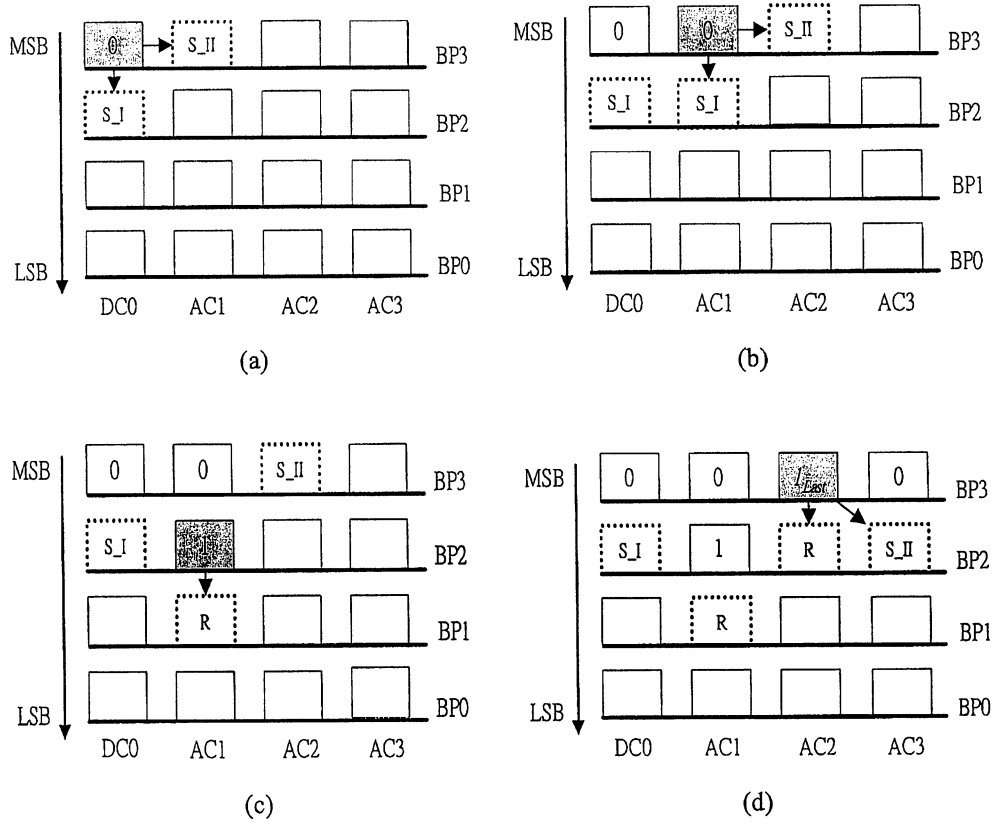 MSB 0 S_II BP3
S_I BP2
BP1
LSB BP0
DC0 AC1 AC2 AC3
(a)
MSB 0 0 S_II BP3
S_I S_I BP2
BP1
LSB BP0
DC0 AC1 AC2 AC3
(b)
MSB 0 0 S_II BP3
S_I 1 BP2
R BP1
LSB BP0
DC0 AC1 AC2 AC3
(c)
MSB 0 0 1Last 0 BP3
S_I 1 R S_II BP2
R BP1
LSB BP0
DC0 AC1 AC2 AC3
(d)